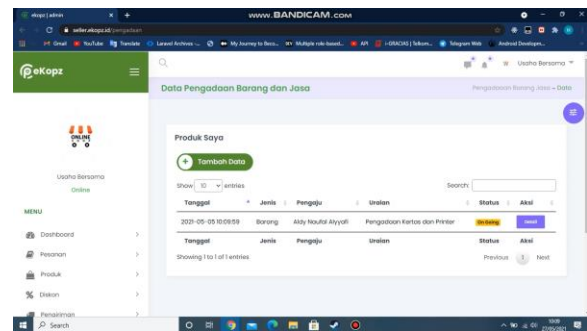 ekopz | admin
www.BANDICAM.com
seller.ekopz.id/pengadaan
Gmail YouTube Translate Laravel Archives -... My Journey to Beco... Multiple role-based... API i-GRACIAS | Telkom... Telegram Web Android Developm...
eKopz
Usaha Bersama
Data Pengadaan Barang dan Jasa
Pengadaan Barang Jasa
Data
ONLINE
Usaha Bersama
Online
MENU
Dashboard
Pesanan
Produk
Diskon
Pengiriman
Produk Saya
Tambah Data
Show 10 entries
Search:
Tanggal Jenis Pengaju Uraian Status Aksi
2021-05-05 10:09:59 Barang Aldy Naufal Aiyyafi Pengadaan Kertas dan Printer On Going
Tanggal Jenis Pengaju Uraian Status Aksi
Showing 1 to 1 of 1 entries
Previous 1 Next
Search
27/05/2021